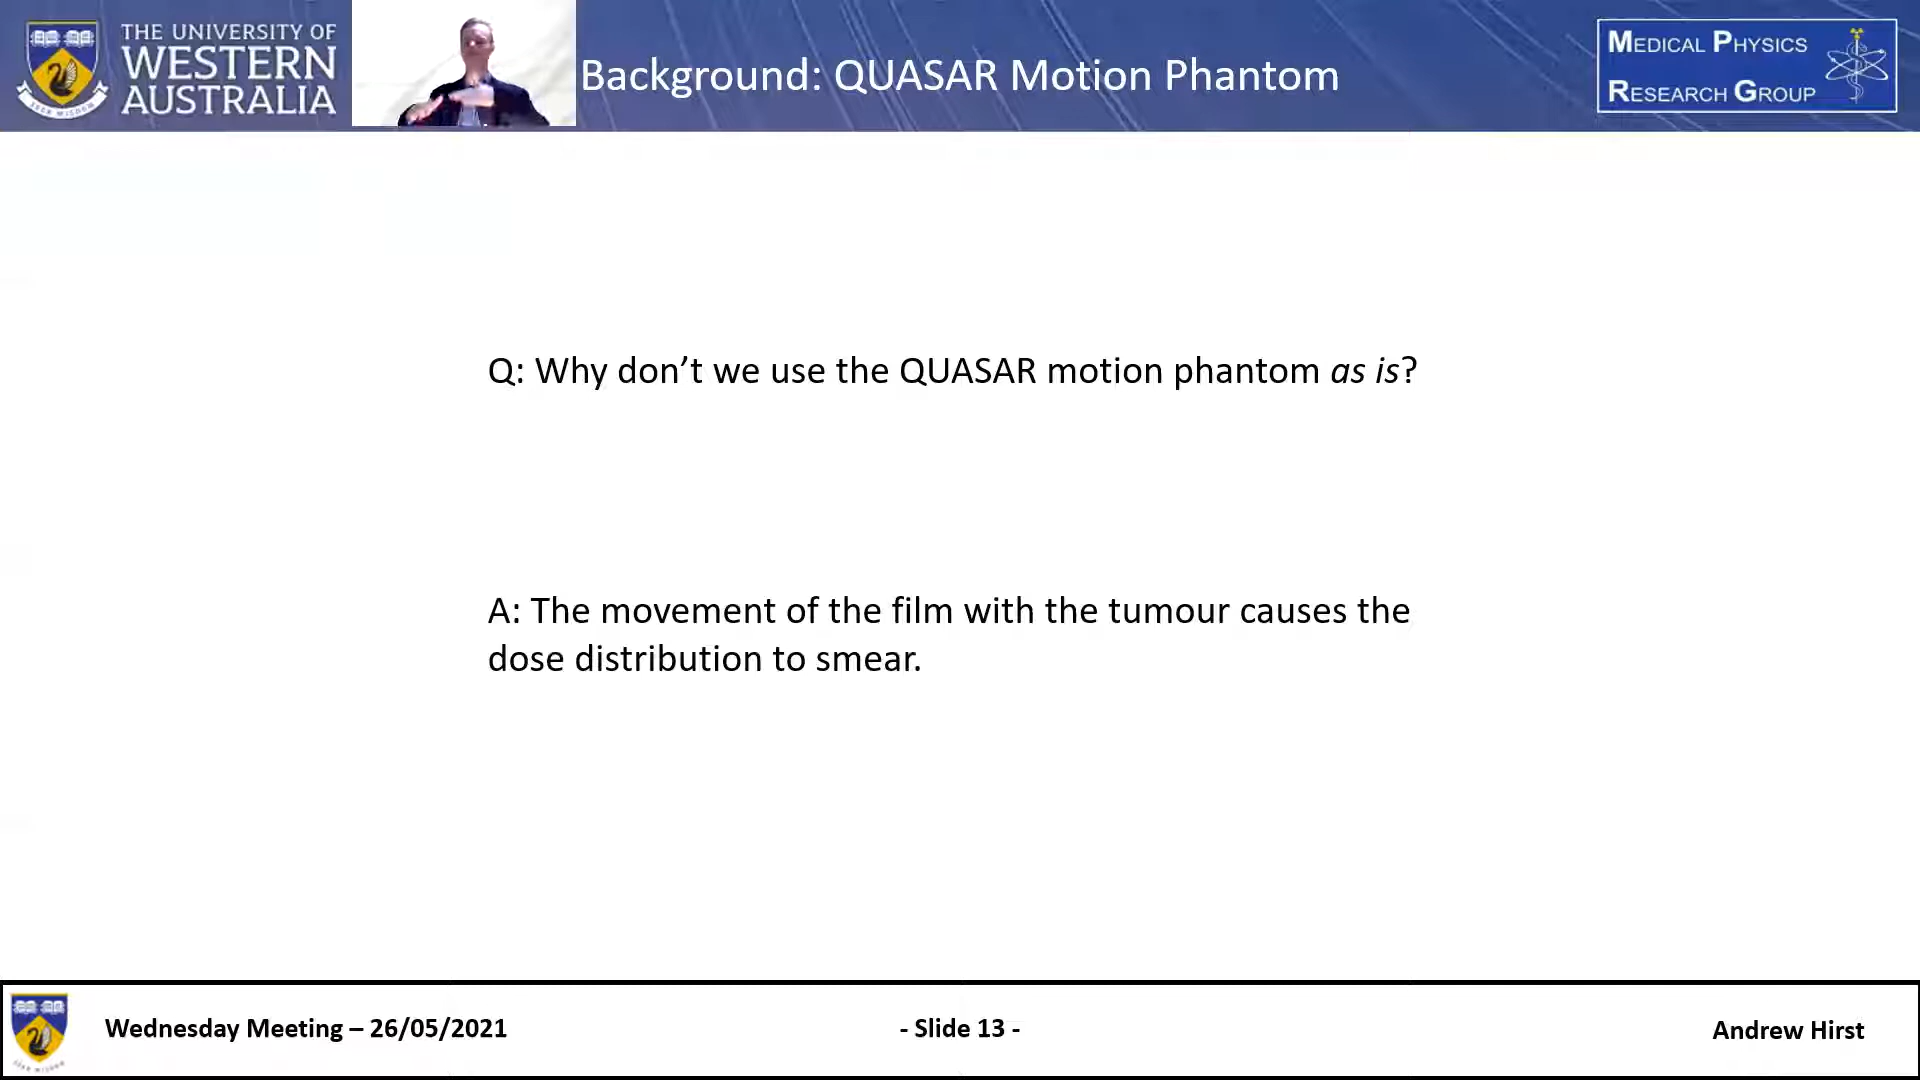 THE UNIVERSITY OF
WESTERN
AUSTRALIA
Background: QUASAR Motion Phantom
MEDICAL PHYSICS
RESEARCH GROUP
Q: Why don’t we use the QUASAR motion phantom as is?
A: The movement of the film with the tumour causes the
dose distribution to smear.
Wednesday Meeting – 26/05/2021
- Slide 13 -
Andrew Hirst